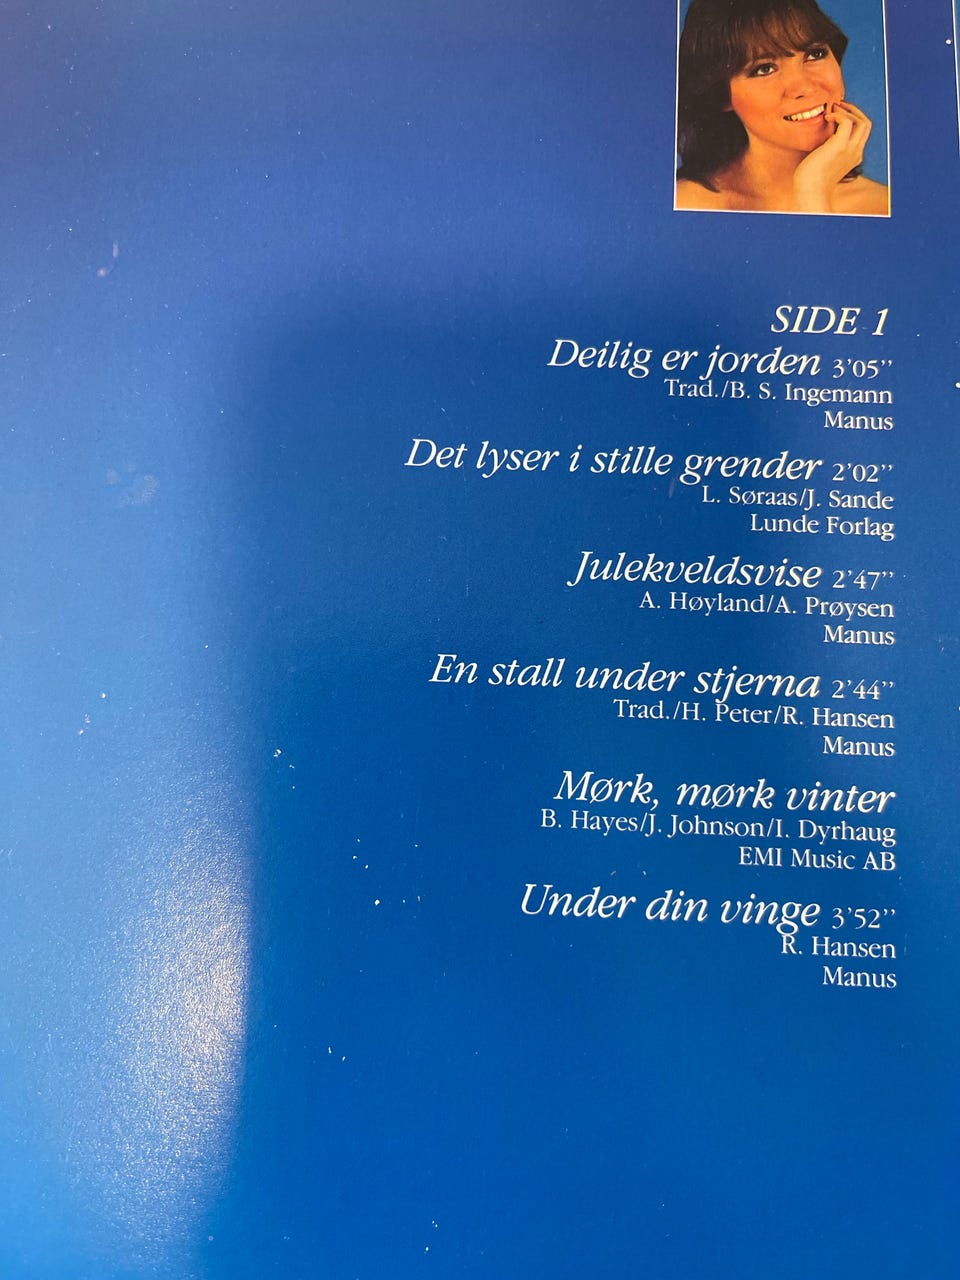 SIDE 1
Deilig er jorden 3'05''
Trad./B. S. Ingemann
Manus
Det lyser i stille grender 2'02''
L. Søraas/J. Sande
Lunde Forlag
Julekveldsvise 2'47''
A. Høyland/A. Prøysen
Manus
En stall under stjerna 2'44''
Trad./H. Peter/R. Hansen
Manus
Mørk, mørk vinter
B. Hayes/J. Johnson/I. Dyrhaug
EMI Music AB
Under din vinge 3'52''
R. Hansen
Manus